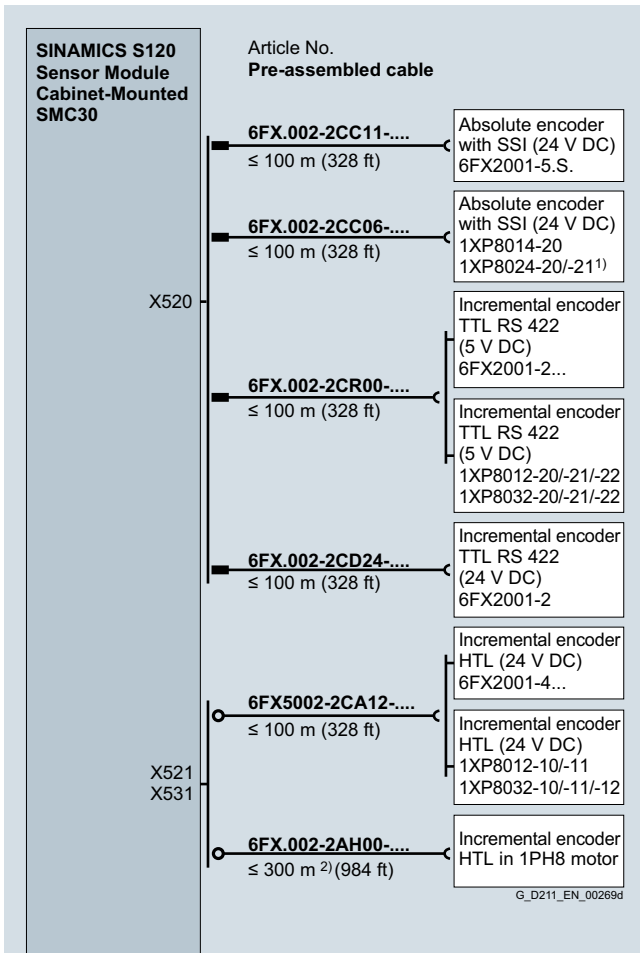 SINAMICS S120
Sensor Module
Cabinet-Mounted
SMC30
Article No.
Pre-assembled cable
6FX.002-2CC11-....
≤ 100 m (328 ft)
Absolute encoder
with SSI (24 V DC)
6FX2001-5.S.
6FX.002-2CC06-....
≤ 100 m (328 ft)
Absolute encoder
with SSI (24 V DC)
1XP8014-20
1XP8024-20/-21¹⁾
X520
Incremental encoder
TTL RS 422
(5 V DC)
6FX2001-2...
6FX.002-2CR00-....
≤ 100 m (328 ft)
Incremental encoder
TTL RS 422
(5 V DC)
1XP8012-20/-21/-22
1XP8032-20/-21/-22
6FX.002-2CD24-....
≤ 100 m (328 ft)
Incremental encoder
TTL RS 422
(24 V DC)
6FX2001-2
Incremental encoder
HTL (24 V DC)
6FX2001-4...
6FX5002-2CA12-....
≤ 100 m (328 ft)
Incremental encoder
HTL (24 V DC)
1XP8012-10/-11
1XP8032-10/-11/-12
X521
X531
6FX.002-2AH00-....
≤ 300 m ²⁾ (984 ft)
Incremental encoder
HTL in 1PH8 motor
G_D211_EN_00269d